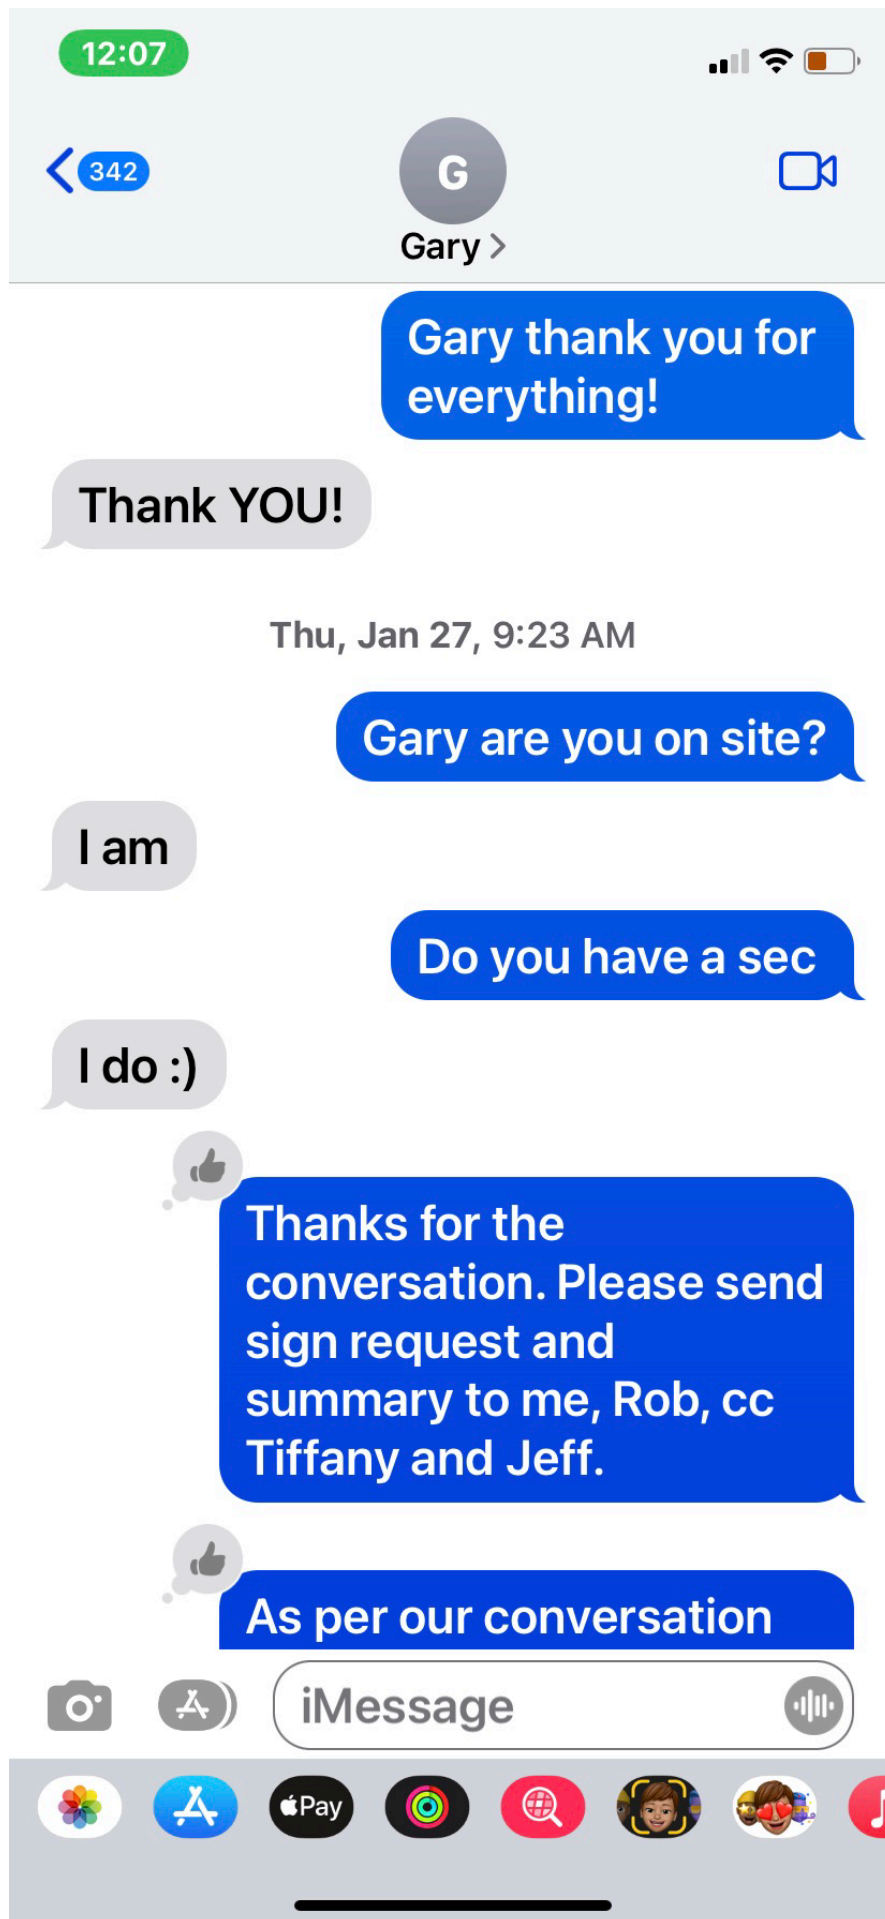 12:07
342
G
Gary
Gary thank you for
everything!
Thank YOU!
Thu, Jan 27, 9:23 AM
Gary are you on site?
I am
Do you have a sec
I do :)
Thanks for the
conversation. Please send
sign request and
summary to me, Rob, cc
Tiffany and Jeff.
As per our conversation
iMessage
Pay